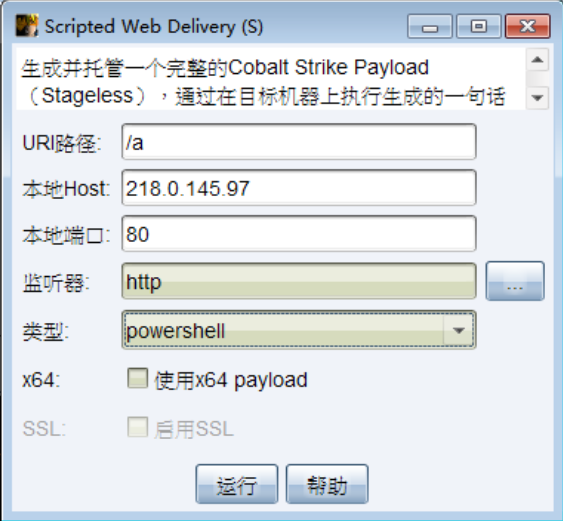 Scripted Web Delivery (S)
生成并托管一个完整的Cobalt Strike Payload
（Stageless），通过在目标机器上执行生成的一句话
URI路径: /a
本地Host: 218.0.145.97
本地端口: 80
监听器: http ...
类型: powershell
x64: 使用x64 payload
SSL: 启用SSL
运行 帮助